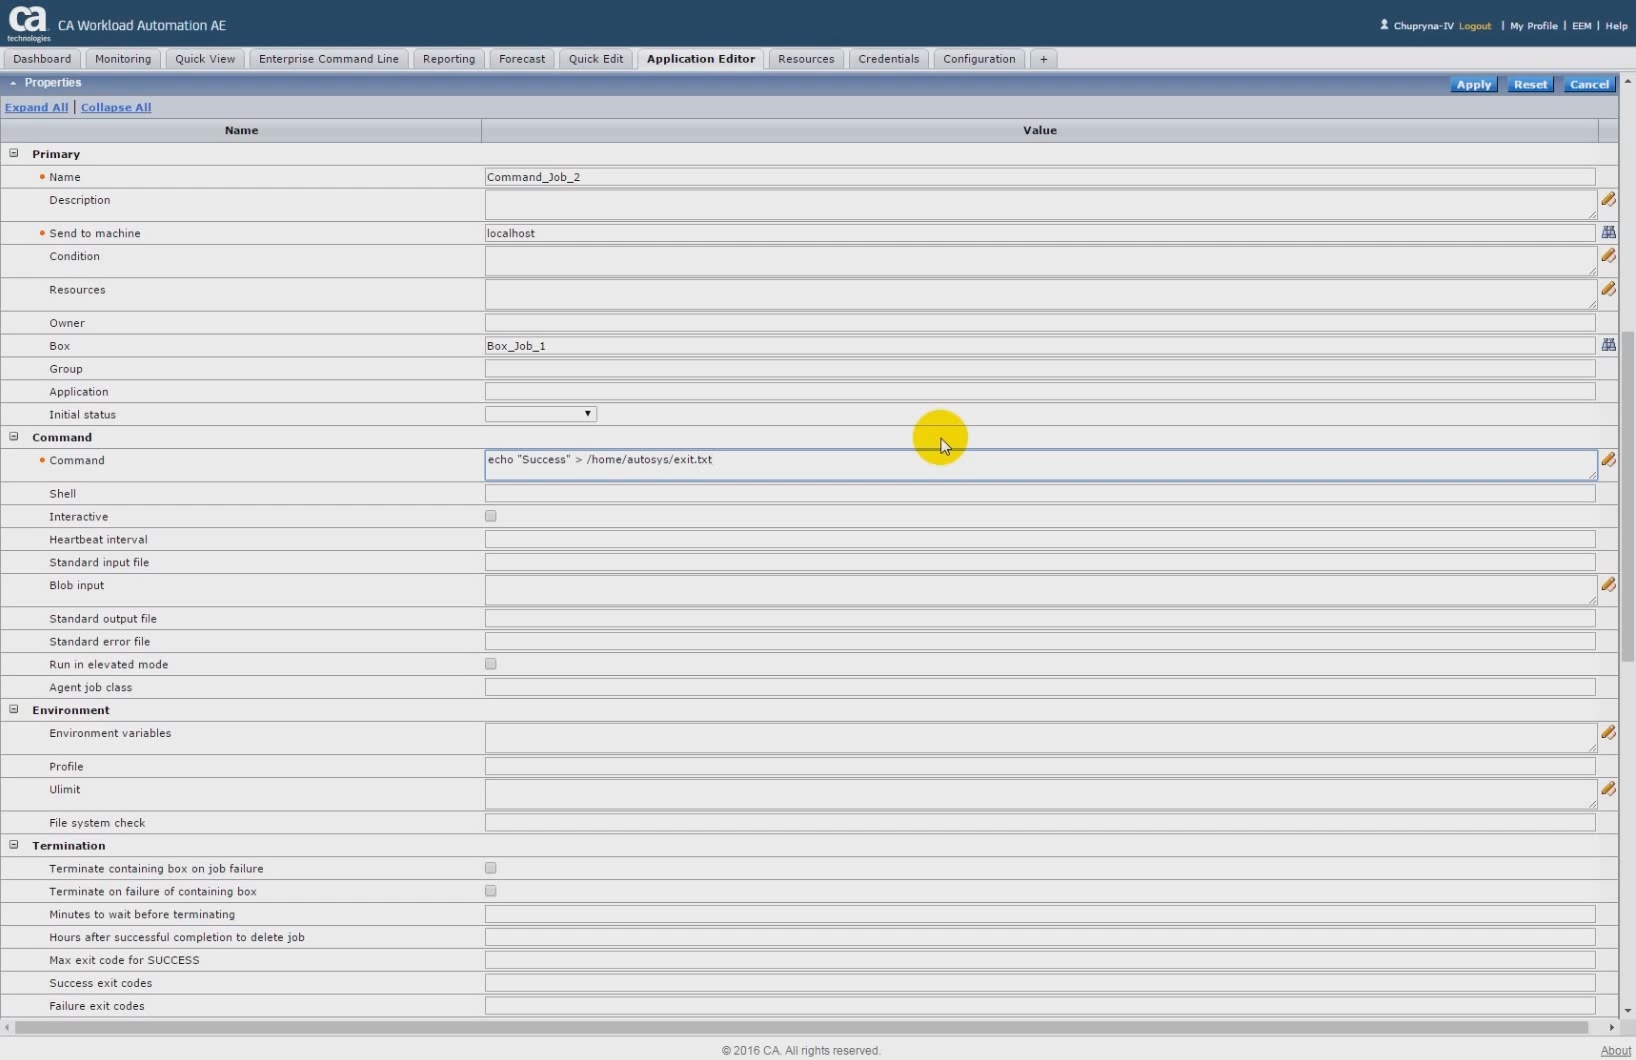 ca technologies CA Workload Automation AE
Chupryna-IV Logout | My Profile | EEM | Help
Dashboard Monitoring Quick View Enterprise Command Line Reporting Forecast Quick Edit Application Editor Resources Credentials Configuration +
Properties Apply Reset Cancel
Expand All | Collapse All
Name Value
Primary
Name Command_Job_2
Description
Send to machine localhost
Condition
Resources
Owner
Box Box_Job_1
Group
Application
Initial status
Command
Command echo "Success" > /home/autosys/exit.txt
Shell
Interactive
Heartbeat interval
Standard input file
Blob input
Standard output file
Standard error file
Run in elevated mode
Agent job class
Environment
Environment variables
Profile
Ulimit
File system check
Termination
Terminate containing box on job failure
Terminate on failure of containing box
Minutes to wait before terminating
Hours after successful completion to delete job
Max exit code for SUCCESS
Success exit codes
Failure exit codes
© 2016 CA. All rights reserved. About